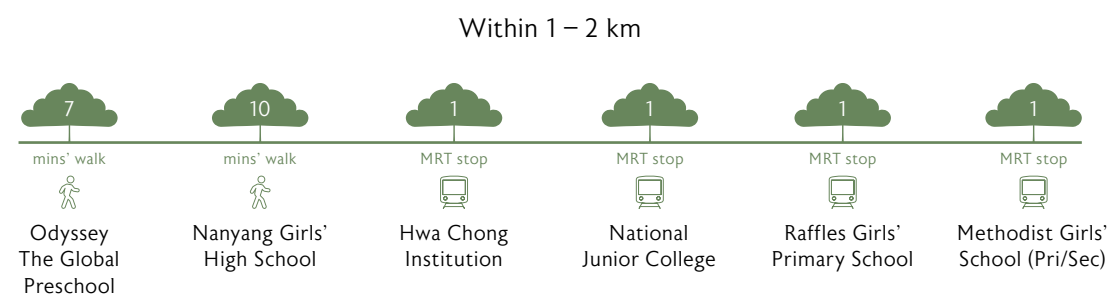 Within 1 – 2 km
7
10
1
1
1
1
mins’ walk
mins’ walk
MRT stop
MRT stop
MRT stop
MRT stop
Odyssey
The Global
Preschool
Nanyang Girls’
High School
Hwa Chong
Institution
National
Junior College
Raffles Girls’
Primary School
Methodist Girls’
School (Pri/Sec)